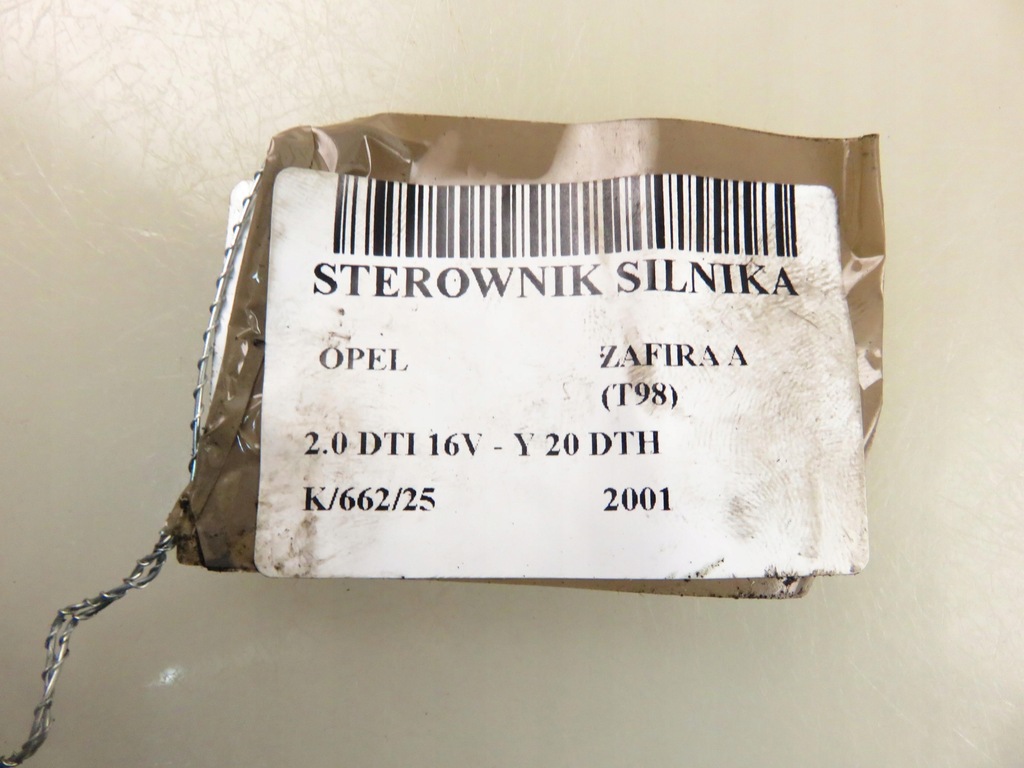 STEROWNIK SILNIKA
OPEL ZAFIRA A
(T98)
2.0 DTI 16V - Y 20 DTH
K/662/25 2001